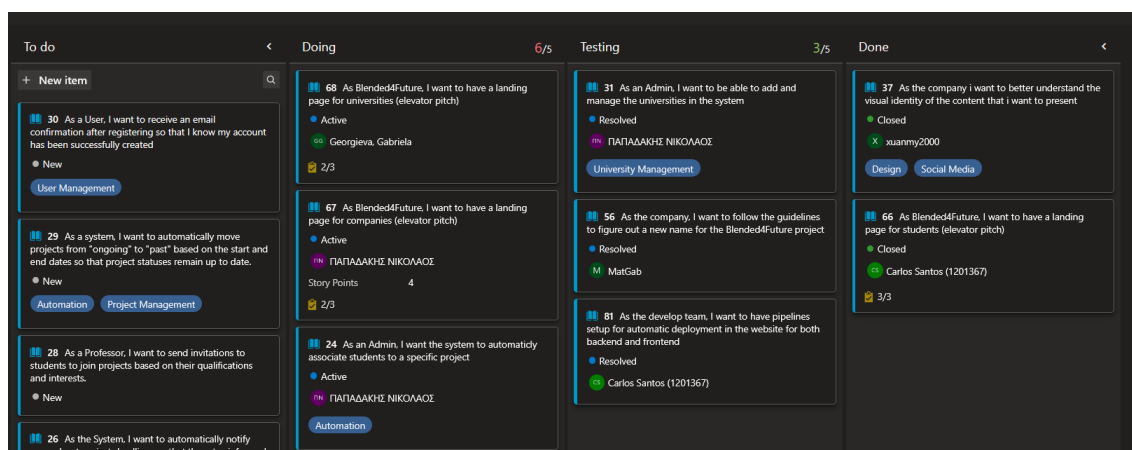 To do
+ New item
30 As a User, I want to receive an email
confirmation after registering so that I know my account
has been successfully created
New
User Management
29 As a system, I want to automatically move
projects from "ongoing" to "past" based on the start and
end dates so that project statuses remain up to date.
New
Automation Project Management
28 As a Professor, I want to send invitations to
students to join projects based on their qualifications
and interests.
New
26 As the System, I want to automatically notify
Doing 6/5
68 As Blended4Future, I want to have a landing
page for universities (elevator pitch)
Active
GG Georgieva, Gabriela
2/3
67 As Blended4Future, I want to have a landing
page for companies (elevator pitch)
Active
ΠΝ ΠΑΠΑΔΑΚΗΣ ΝΙΚΟΛΑΟΣ
Story Points 4
2/3
24 As an Admin, I want the system to automaticly
associate students to a specific project
Active
ΠΝ ΠΑΠΑΔΑΚΗΣ ΝΙΚΟΛΑΟΣ
Automation
Testing 3/5
31 As an Admin, I want to be able to add and
manage the universities in the system
Resolved
ΠΝ ΠΑΠΑΔΑΚΗΣ ΝΙΚΟΛΑΟΣ
University Management
56 As the company, I want to follow the guidelines
to figure out a new name for the Blended4Future project
Resolved
M MatGab
81 As the develop team, I want to have pipelines
setup for automatic deployment in the website for both
backend and frontend
Resolved
CS Carlos Santos (1201367)
Done
37 As the company i want to better understand the
visual identity of the content that i want to present
Closed
X xuanmy2000
Design Social Media
66 As Blended4Future, I want to have a landing
page for students (elevator pitch)
Closed
CS Carlos Santos (1201367)
3/3